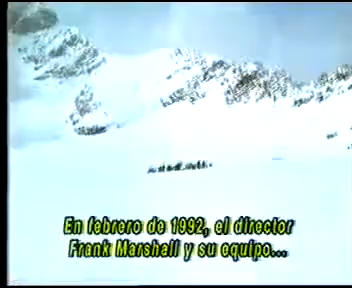 En febrero de 1992, el director
Frank Marshall y su equipo...